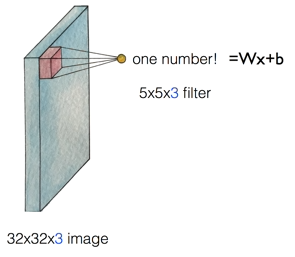 one number! =Wx+b
5x5x3 filter
32x32x3 image